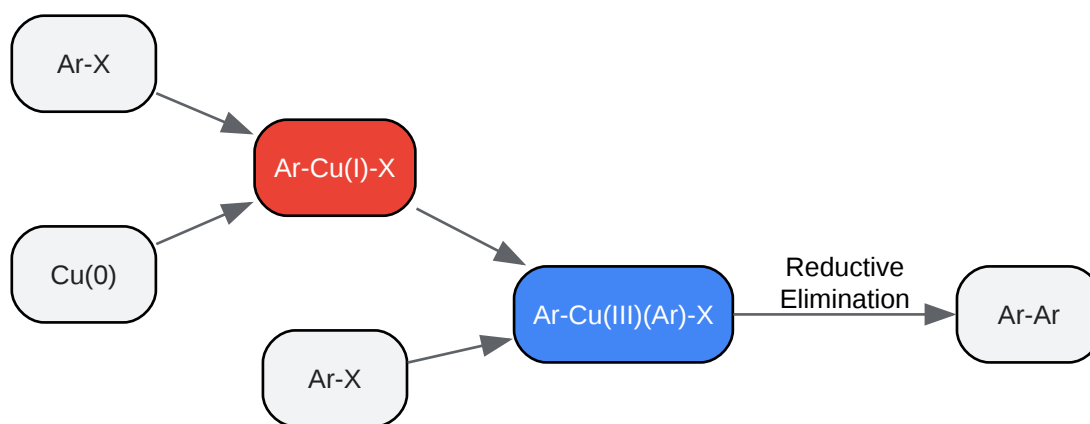 Ar-X
Ar-Cu(I)-X
Cu(0)
Reductive
Elimination
Ar-Cu(III)(Ar)-X
Ar-Ar
Ar-X